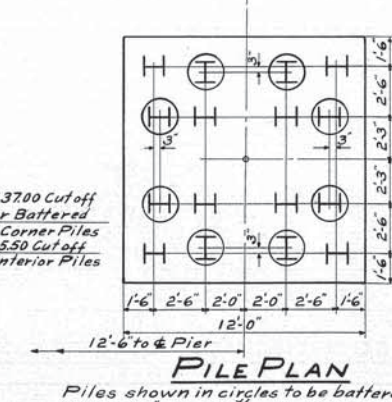 3"
1'-6"
2'-6"
2'-3"
3"
3"
2'-3"
2'-6"
1'-6"
3"
37.00 Cutoff
Battered
Corner Piles
5.50 Cutoff
nterior Piles
1'-6" 2'-6" 2'-0" 2'-0" 2'-6" 1'-6"
12'-0"
12'-6" to ℄ Pier
PILE PLAN
Piles shown in circles to be batter